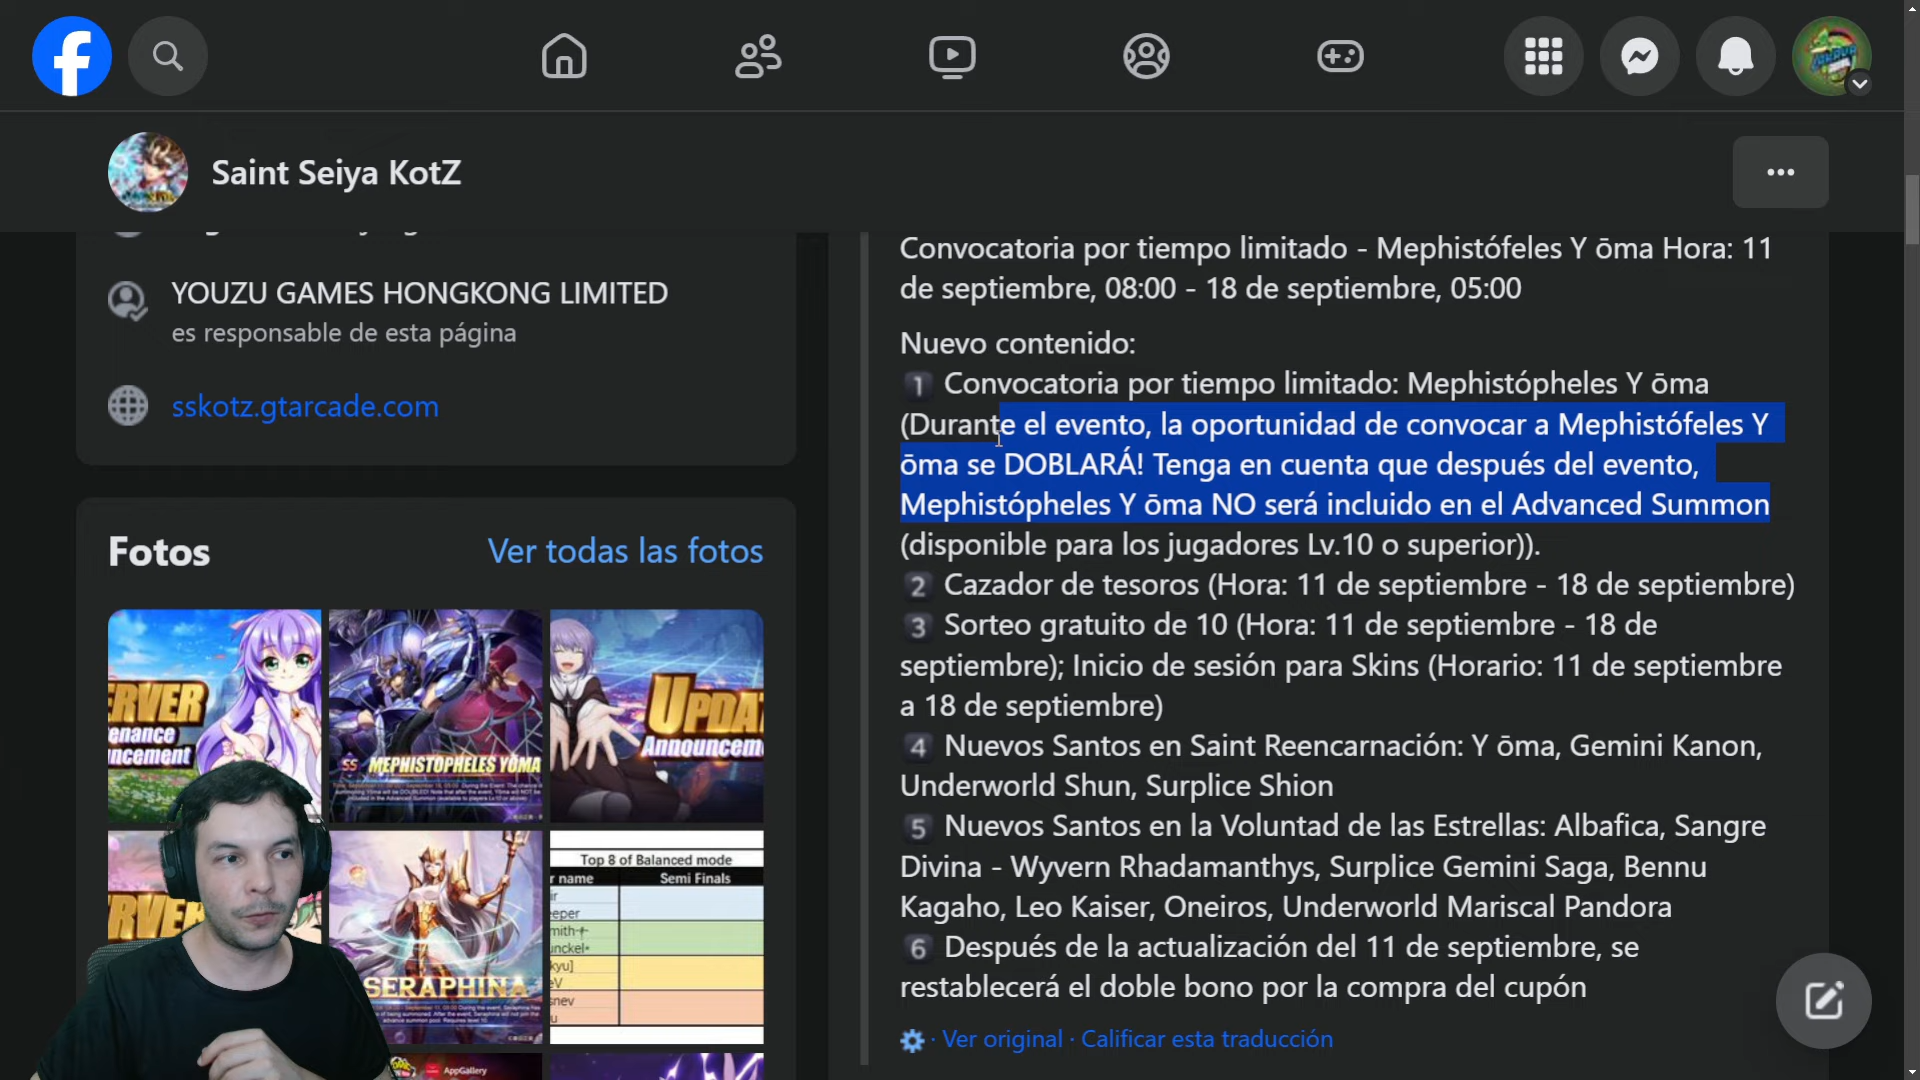 Saint Seiya KotZ
YOUZU GAMES HONGKONG LIMITED
es responsable de esta página
sskotz.gtarcade.com
Fotos
Ver todas las fotos
ERVER
enance
ncement
SS MEPHISTOPHELES YOMA
UPDA
Announcem
ERVE
SERAPHINA
Top 8 of Balanced mode
r name
Semi Finals
AppGallery
Convocatoria por tiempo limitado - Mephistófeles Y ōma Hora: 11
de septiembre, 08:00 - 18 de septiembre, 05:00
Nuevo contenido:
1 Convocatoria por tiempo limitado: Mephistópheles Y ōma
(Durante el evento, la oportunidad de convocar a Mephistófeles Y
ōma se DOBLARÁ! Tenga en cuenta que después del evento,
Mephistópheles Y ōma NO será incluido en el Advanced Summon
(disponible para los jugadores Lv.10 o superior)).
2 Cazador de tesoros (Hora: 11 de septiembre - 18 de septiembre)
3 Sorteo gratuito de 10 (Hora: 11 de septiembre - 18 de
septiembre); Inicio de sesión para Skins (Horario: 11 de septiembre
a 18 de septiembre)
4 Nuevos Santos en Saint Reencarnación: Y ōma, Gemini Kanon,
Underworld Shun, Surplice Shion
5 Nuevos Santos en la Voluntad de las Estrellas: Albafica, Sangre
Divina - Wyvern Rhadamanthys, Surplice Gemini Saga, Bennu
Kagaho, Leo Kaiser, Oneiros, Underworld Mariscal Pandora
6 Después de la actualización del 11 de septiembre, se
restablecerá el doble bono por la compra del cupón
· Ver original · Calificar esta traducción